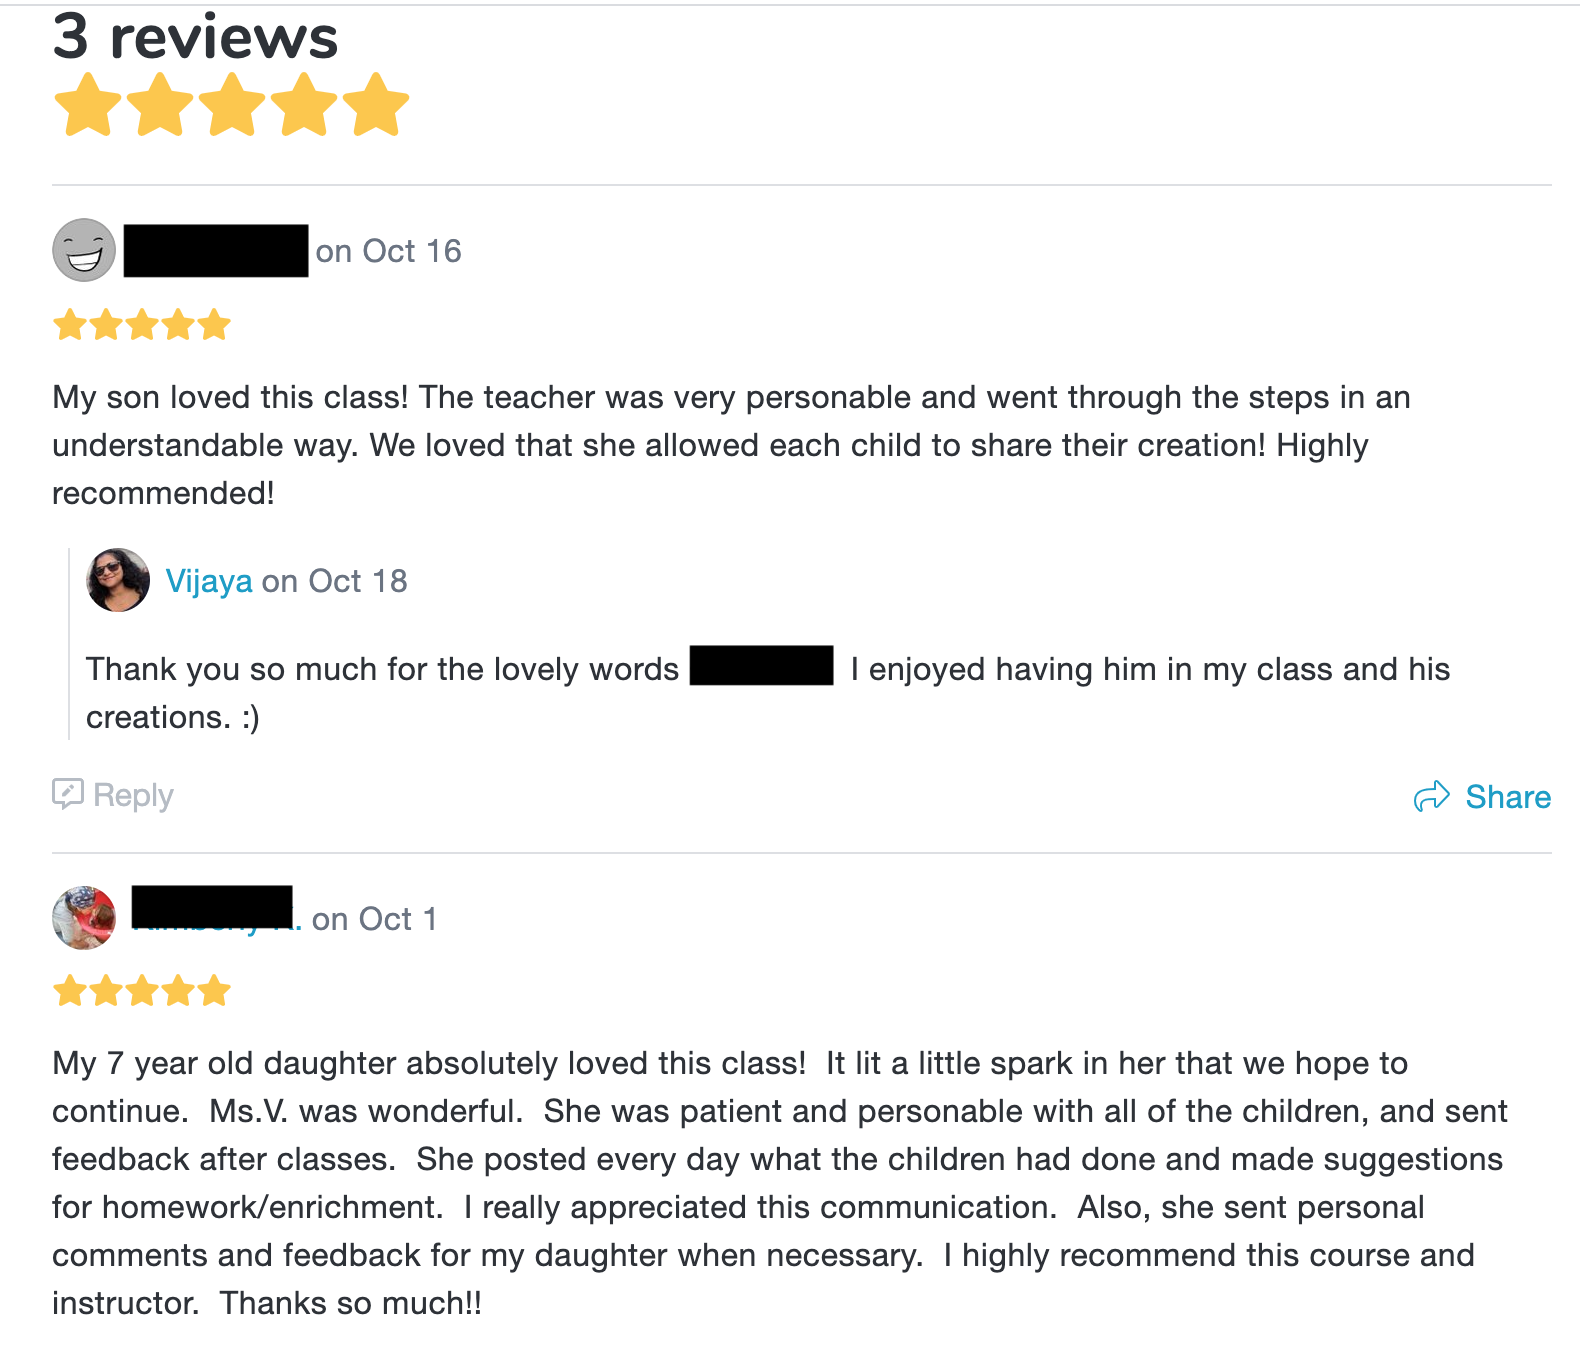 3 reviews
on Oct 16
My son loved this class! The teacher was very personable and went through the steps in an
understandable way. We loved that she allowed each child to share their creation! Highly
recommended!
Vijaya on Oct 18
Thank you so much for the lovely words I enjoyed having him in my class and his
creations. :)
Reply
Share
. on Oct 1
My 7 year old daughter absolutely loved this class!  It lit a little spark in her that we hope to
continue.  Ms.V. was wonderful.  She was patient and personable with all of the children, and sent
feedback after classes.  She posted every day what the children had done and made suggestions
for homework/enrichment.  I really appreciated this communication.  Also, she sent personal
comments and feedback for my daughter when necessary.  I highly recommend this course and
instructor.  Thanks so much!!